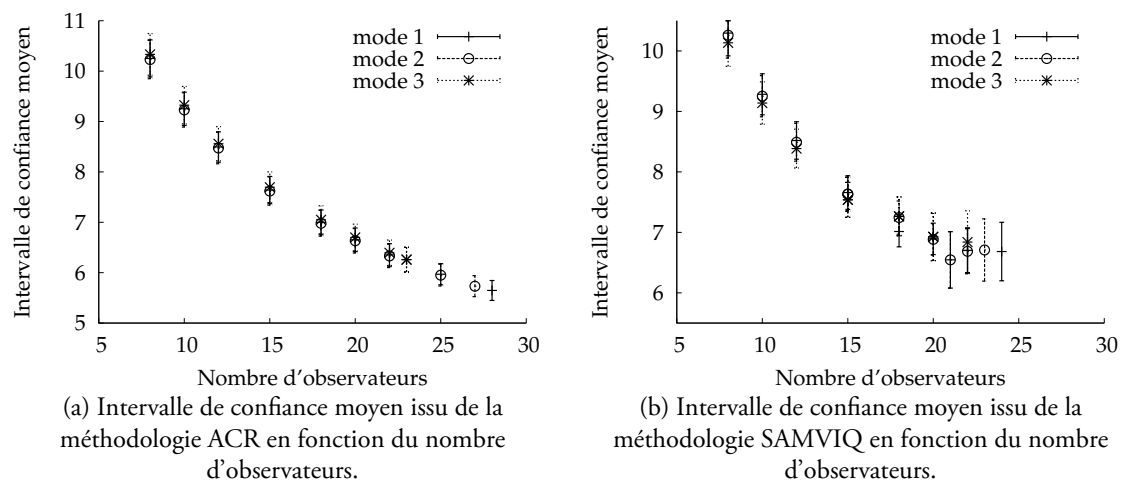 11
10
9
8
7
6
5
5
10
15
20
25
30
Intervalle de confiance moyen
Nombre d'observateurs
mode 1
mode 2
mode 3
(a) Intervalle de confiance moyen issu de la
méthodologie ACR en fonction du nombre
d'observateurs.
10
9
8
7
6
5
10
15
20
25
30
Intervalle de confiance moyen
Nombre d'observateurs
mode 1
mode 2
mode 3
(b) Intervalle de confiance moyen issu de la
méthodologie SAMVIQ en fonction du nombre
d'observateurs.